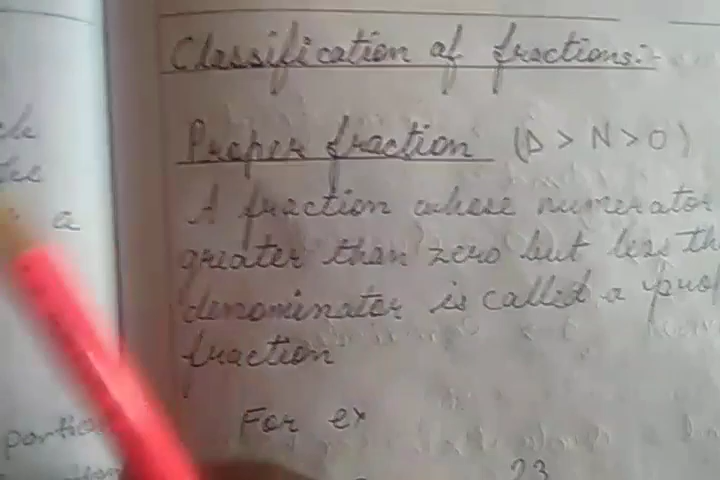 Classification of fractions:-
Proper fraction (D > N > 0)
A fraction whose numerator
greater than zero but less th
denominator is called a prop
fraction
For ex
23
a
portio